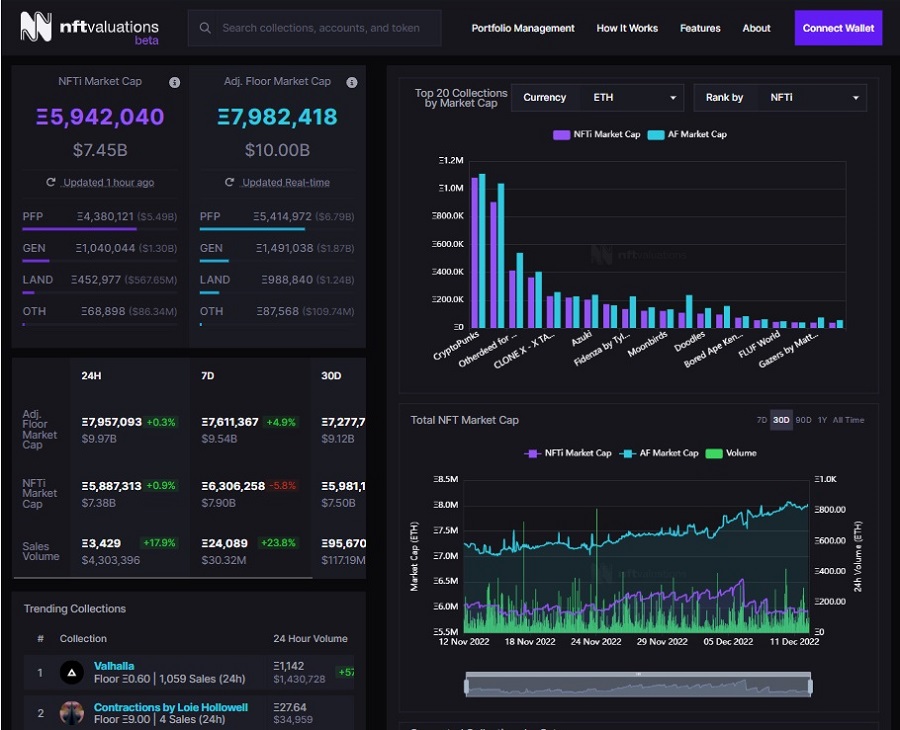 nftvaluations
beta
Search collections, accounts, and token
Portfolio Management
How It Works
Features
About
Connect Wallet
NFTi Market Cap
Ξ5,942,040
$7.45B
Updated 1 hour ago
PFP Ξ4,380,121 ($5.49B)
GEN Ξ1,040,044 ($1.30B)
LAND Ξ452,977 ($567.65M)
OTH Ξ68,898 ($86.34M)
Adj. Floor Market Cap
Ξ7,982,418
$10.00B
Updated Real-time
PFP Ξ5,414,972 ($6.79B)
GEN Ξ1,491,038 ($1.87B)
LAND Ξ988,840 ($1.24B)
OTH Ξ87,568 ($109.74M)
24H 7D 30D
Adj.
Floor
Market
Cap
Ξ7,957,093 +0.3% Ξ7,611,367 +4.9% Ξ7,277,7
$9.97B $9.54B $9.12B
NFTi
Market
Cap
Ξ5,887,313 +0.9% Ξ6,306,258 -5.8% Ξ5,981,1
$7.38B $7.90B $7.50B
Sales
Volume
Ξ3,429 +17.9% Ξ24,089 +23.8% Ξ95,670
$4,303,396 $30.32M $117.19M
Trending Collections
# Collection 24 Hour Volume
1 Valhalla Ξ1,142 +57
Floor Ξ0.60 | 1,059 Sales (24h) $1,430,728
2 Contractions by Loie Hollowell Ξ27.64
Floor Ξ9.00 | 4 Sales (24h) $34,959
Top 20 Collections
by Market Cap
Currency ETH
Rank by NFTi
NFTi Market Cap AF Market Cap
Ξ1.2M
Ξ1.0M
Ξ800.0K
Ξ600.0K
Ξ400.0K
Ξ200.0K
Ξ0
nftvaluations
CryptoPunks
Otherdeed for ...
CLONE X - X TA...
Azuki
Fidenza by Tyl...
Moonbirds
Doodles
Bored Ape Ken...
FLUF World
Gazers by Matt...
Total NFT Market Cap
7D 30D 90D 1Y All Time
NFTi Market Cap AF Market Cap Volume
Market Cap (ETH)
Ξ8.5M
Ξ8.0M
Ξ7.5M
Ξ7.0M
Ξ6.5M
Ξ6.0M
Ξ5.5M
Ξ1.0K
Ξ800.00
Ξ600.00
Ξ400.00
Ξ200.00
Ξ0
24h Volume (ETH)
nftvaluations
12 Nov 2022 18 Nov 2022 24 Nov 2022 29 Nov 2022 05 Dec 2022 11 Dec 2022